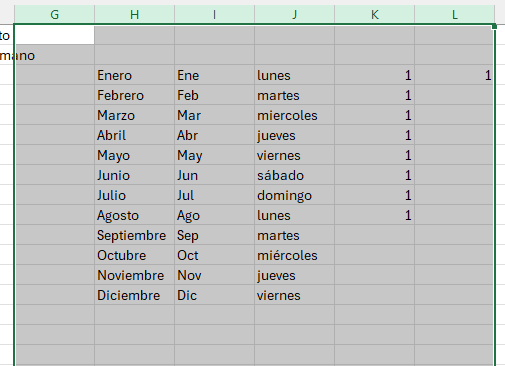 G H I J K L
to
mano
Enero Ene lunes 1 1
Febrero Feb martes 1
Marzo Mar miercoles 1
Abril Abr jueves 1
Mayo May viernes 1
Junio Jun sábado 1
Julio Jul domingo 1
Agosto Ago lunes 1
Septiembre Sep martes
Octubre Oct miércoles
Noviembre Nov jueves
Diciembre Dic viernes